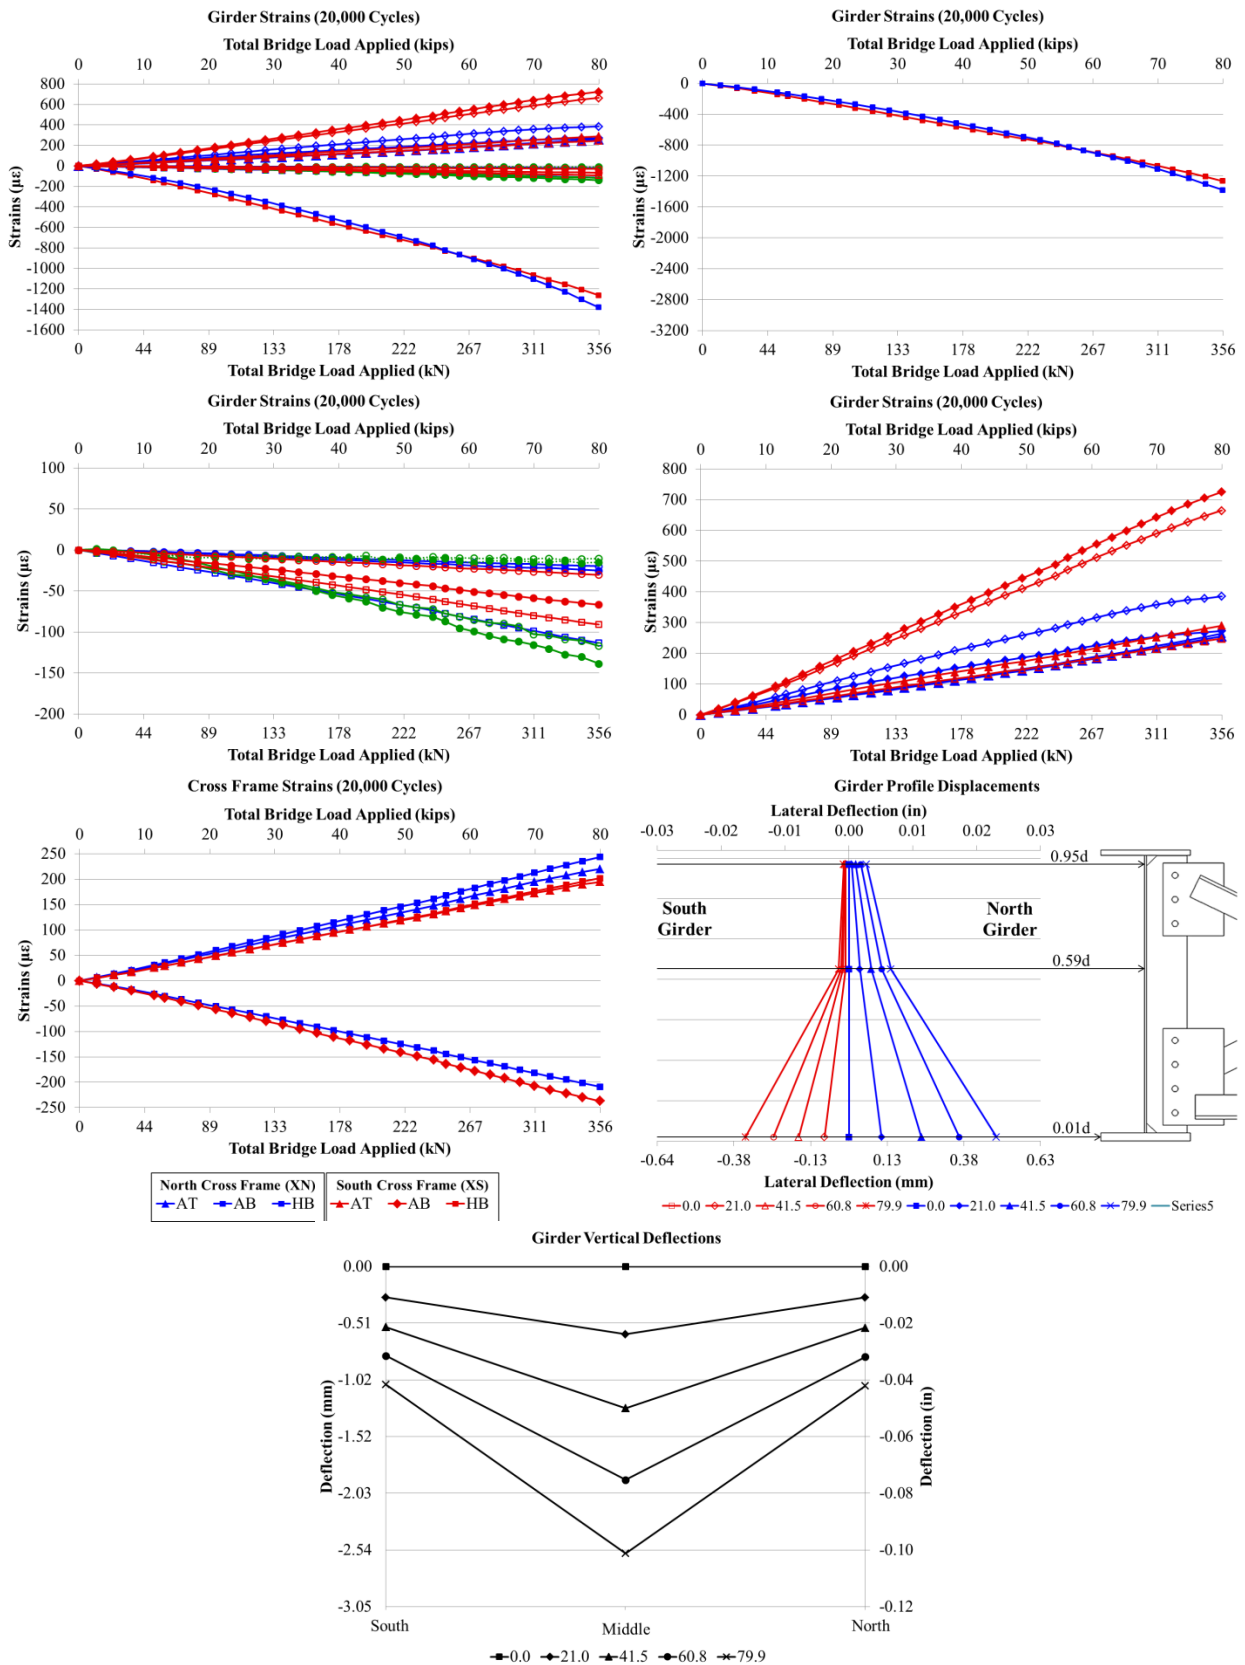 Girder Strains (20,000 Cycles)
Total Bridge Load Applied (kips)
0 10 20 30 40 50 60 70 80
800
600
400
200
0
-200
-400
-600
-800
-1000
-1200
-1400
-1600
Strains (με)
0 44 89 133 178 222 267 311 356
Total Bridge Load Applied (kN)
Girder Strains (20,000 Cycles)
Total Bridge Load Applied (kips)
0 10 20 30 40 50 60 70 80
0
-400
-800
-1200
-1600
-2000
-2400
-2800
-3200
Strains (με)
0 44 89 133 178 222 267 311 356
Total Bridge Load Applied (kN)
Girder Strains (20,000 Cycles)
Total Bridge Load Applied (kips)
0 10 20 30 40 50 60 70 80
100
50
0
-50
-100
-150
-200
Strains (με)
0 44 89 133 178 222 267 311 356
Total Bridge Load Applied (kN)
Girder Strains (20,000 Cycles)
Total Bridge Load Applied (kips)
0 10 20 30 40 50 60 70 80
800
700
600
500
400
300
200
100
0
Strains (με)
0 44 89 133 178 222 267 311 356
Total Bridge Load Applied (kN)
Cross Frame Strains (20,000 Cycles)
Total Bridge Load Applied (kips)
0 10 20 30 40 50 60 70 80
250
200
150
100
50
0
-50
-100
-150
-200
-250
Strains (με)
0 44 89 133 178 222 267 311 356
Total Bridge Load Applied (kN)
North Cross Frame (XN) South Cross Frame (XS)
AT AB HB AT AB HB
Girder Profile Displacements
Lateral Deflection (in)
-0.03 -0.02 -0.01 0.00 0.01 0.02 0.03
0.95d
South Girder
North Girder
0.59d
0.01d
-0.64 -0.38 -0.13 0.13 0.38 0.63
Lateral Deflection (mm)
0.0 21.0 41.5 60.8 79.9 0.0 21.0 41.5 60.8 79.9 Series5
Girder Vertical Deflections
0.00 0.00
-0.51 -0.02
-1.02 -0.04
-1.52 -0.06
-2.03 -0.08
-2.54 -0.10
-3.05 -0.12
Deflection (mm)
Deflection (in)
South Middle North
0.0 21.0 41.5 60.8 79.9